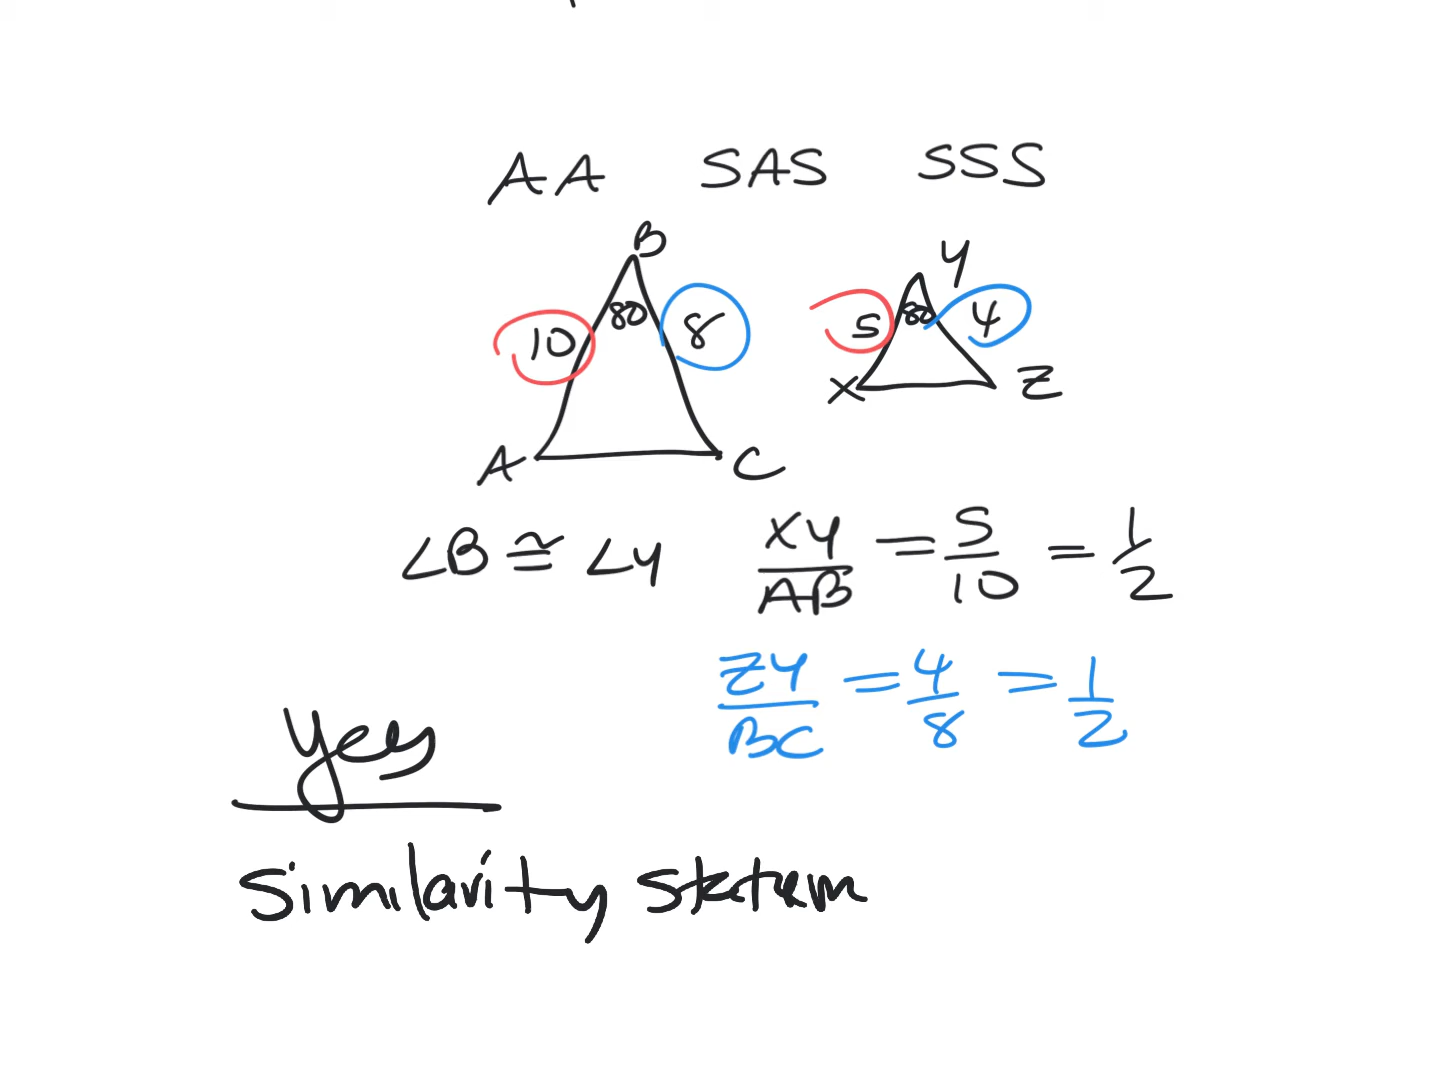 AA SAS SSS
B Y
10 80 8 5 80 4
X Z
A C
∠B ≅ ∠Y XY/AB = 5/10 = 1/2
ZY/BC = 4/8 = 1/2
yes
Similarity statem